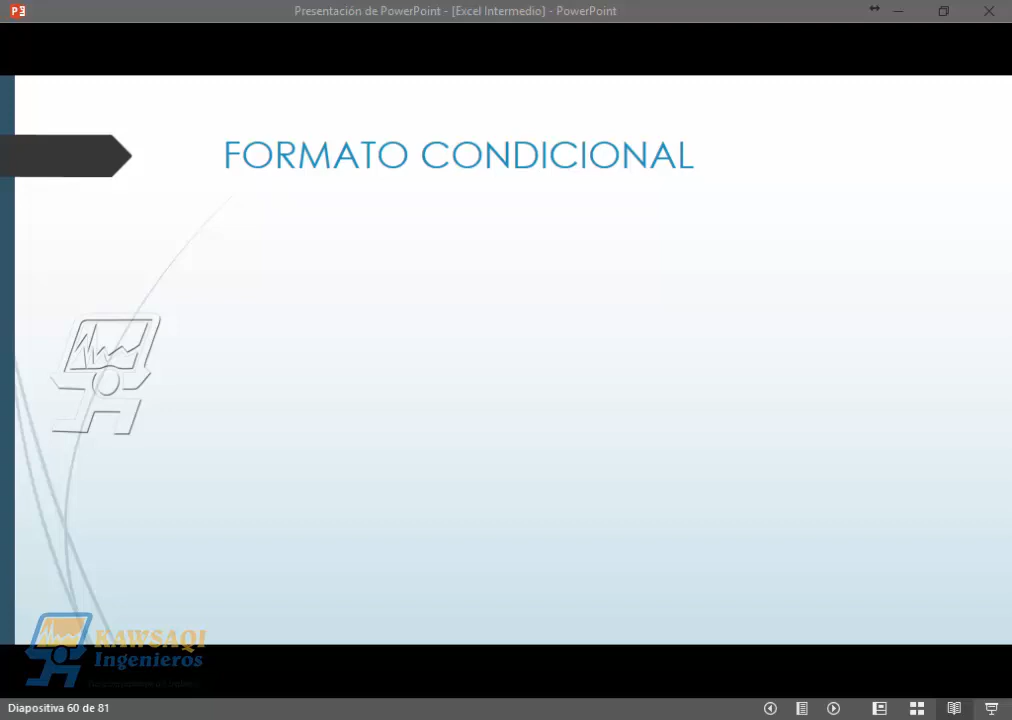 Presentación de PowerPoint - [Excel Intermedio] - PowerPoint
FORMATO CONDICIONAL
KAWSAQI
Ingenieros
Diapositiva 60 de 81